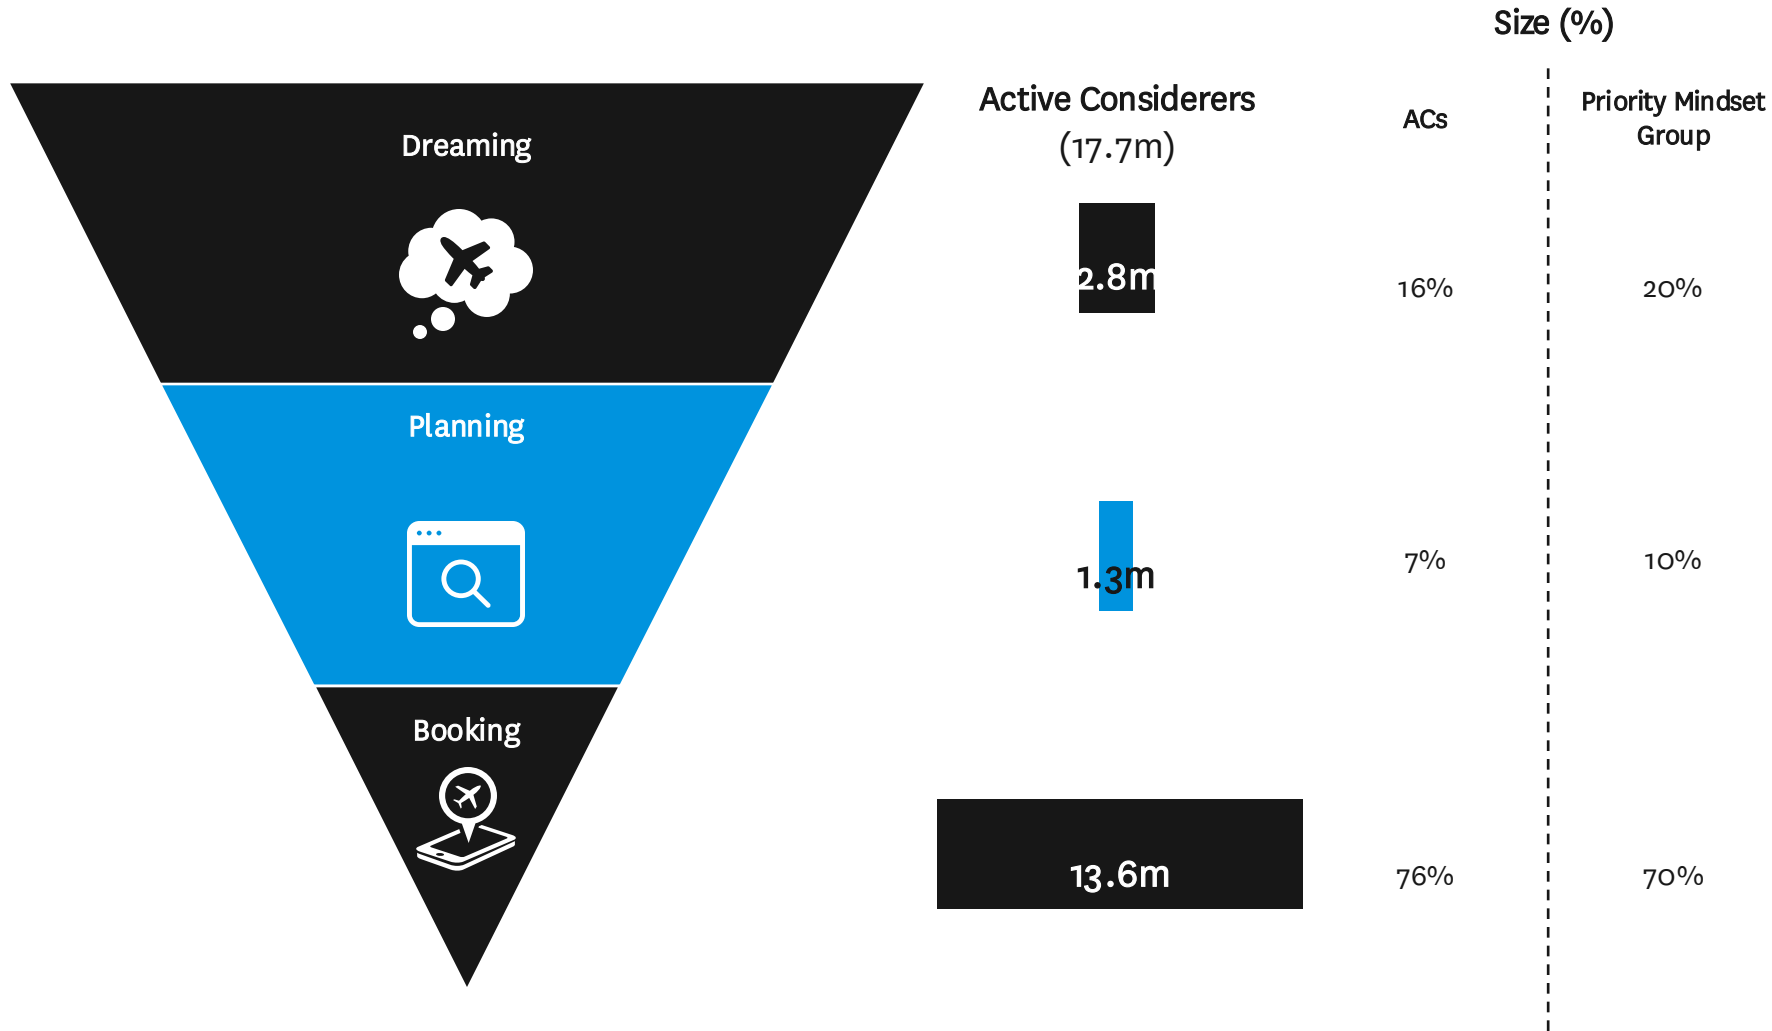 Size (%)
Active Considerers
(17.7m)
ACs
Priority Mindset
Group
Dreaming
2.8m
16%
20%
Planning
1.3m
7%
10%
Booking
13.6m
76%
70%